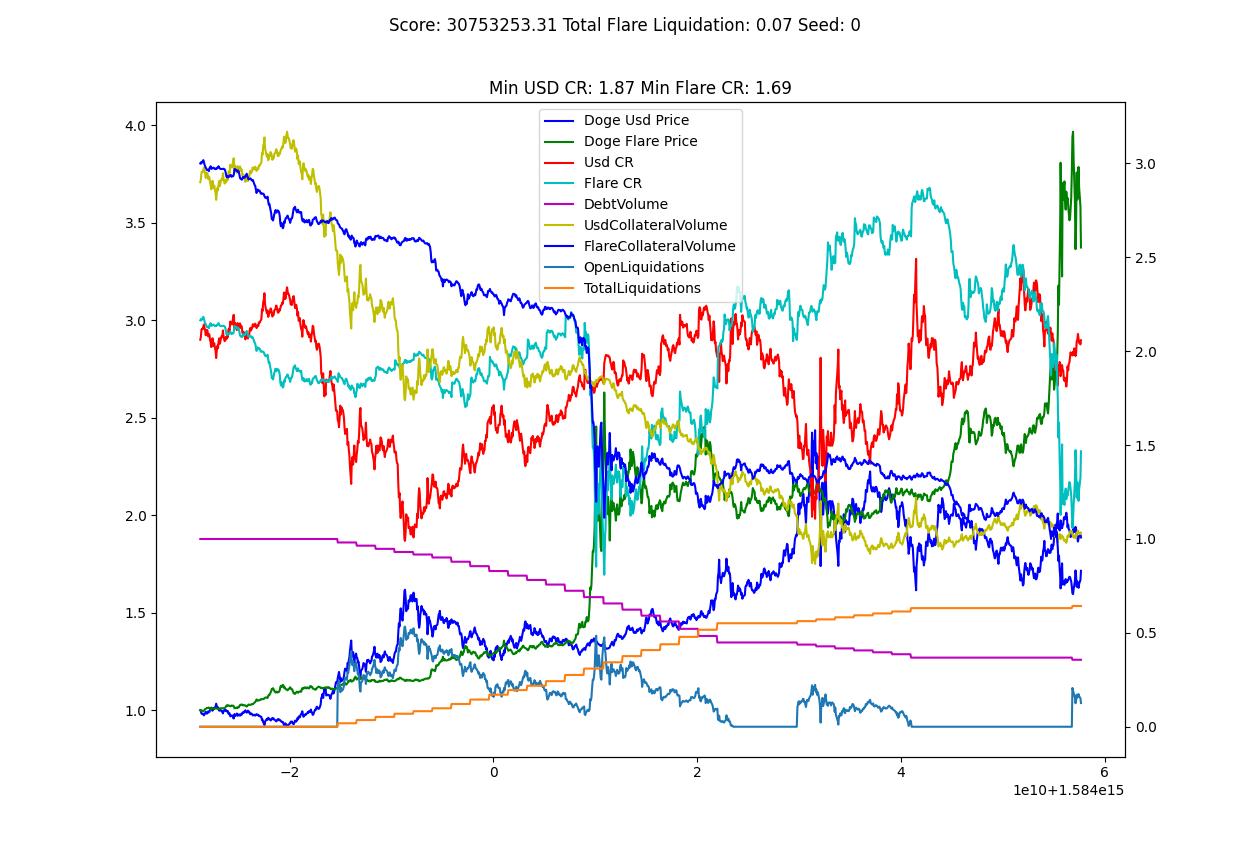 Score: 30753253.31 Total Flare Liquidation: 0.07 Seed: 0
Min USD CR: 1.87 Min Flare CR: 1.69
Doge Usd Price
Doge Flare Price
Usd CR
Flare CR
DebtVolume
UsdCollateralVolume
FlareCollateralVolume
OpenLiquidations
TotalLiquidations
4.0
3.5
3.0
2.5
2.0
1.5
1.0
3.0
2.5
2.0
1.5
1.0
0.5
0.0
−2 0 2 4 6
1e10+1.584e15